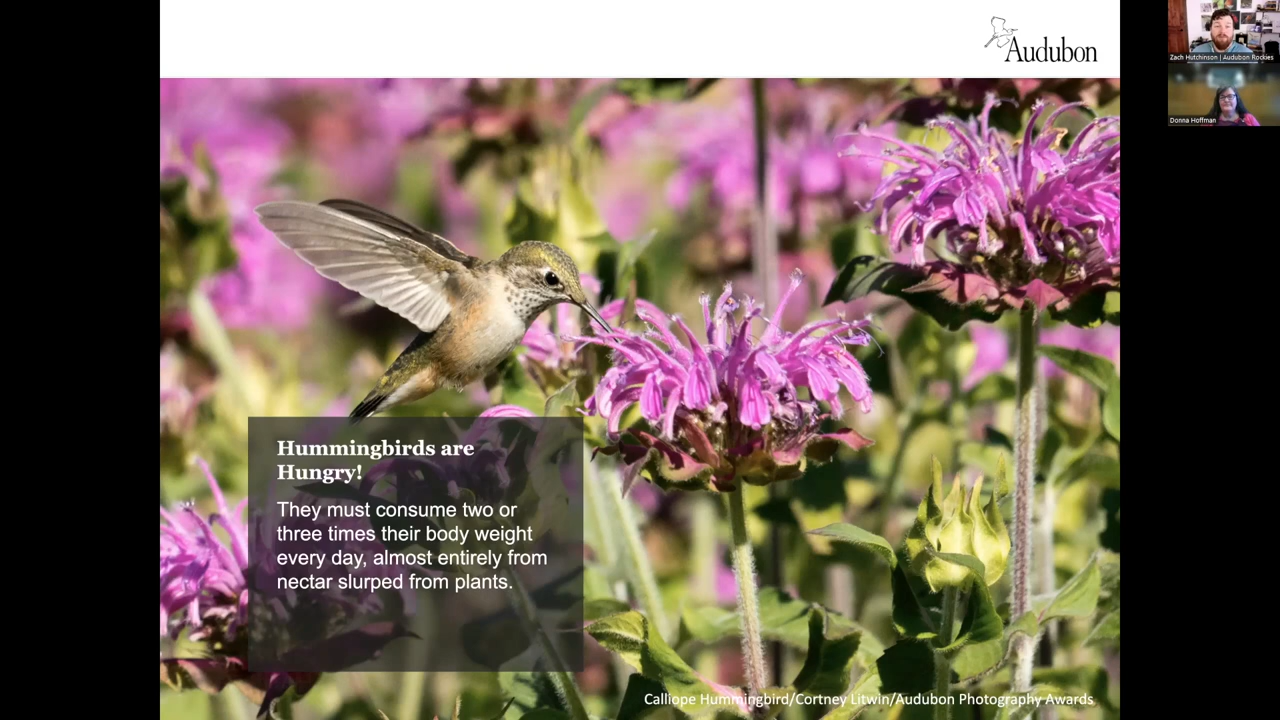 Audubon
Zach Hutchinson | Audubon Rockies
Donna Hoffman
Hummingbirds are
Hungry!
They must consume two or
three times their body weight
every day, almost entirely from
nectar slurped from plants.
Calliope Hummingbird/Cortney Litwin/Audubon Photography Awards